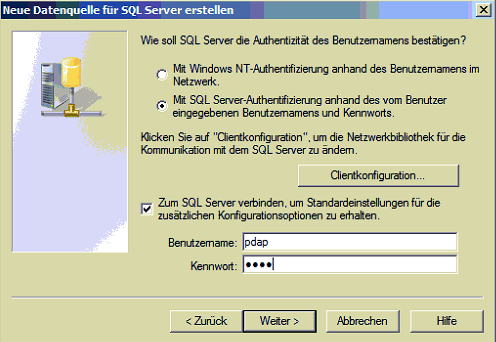 Neue Datenquelle für SQL Server erstellen
Wie soll SQL Server die Authentizität des Benutzernamens bestätigen?
Mit Windows NT-Authentifizierung anhand des Benutzernamens im
Netzwerk.
Mit SQL Server-Authentifizierung anhand des vom Benutzer
eingegebenen Benutzernamens und Kennworts.
Klicken Sie auf "Clientkonfiguration", um die Netzwerkbibliothek für die
Kommunikation mit dem SQL Server zu ändern.
Clientkonfiguration...
Zum SQL Server verbinden, um Standardeinstellungen für die
zusätzlichen Konfigurationsoptionen zu erhalten.
Benutzername: pdap
Kennwort: ●●●●
< Zurück Weiter > Abbrechen Hilfe